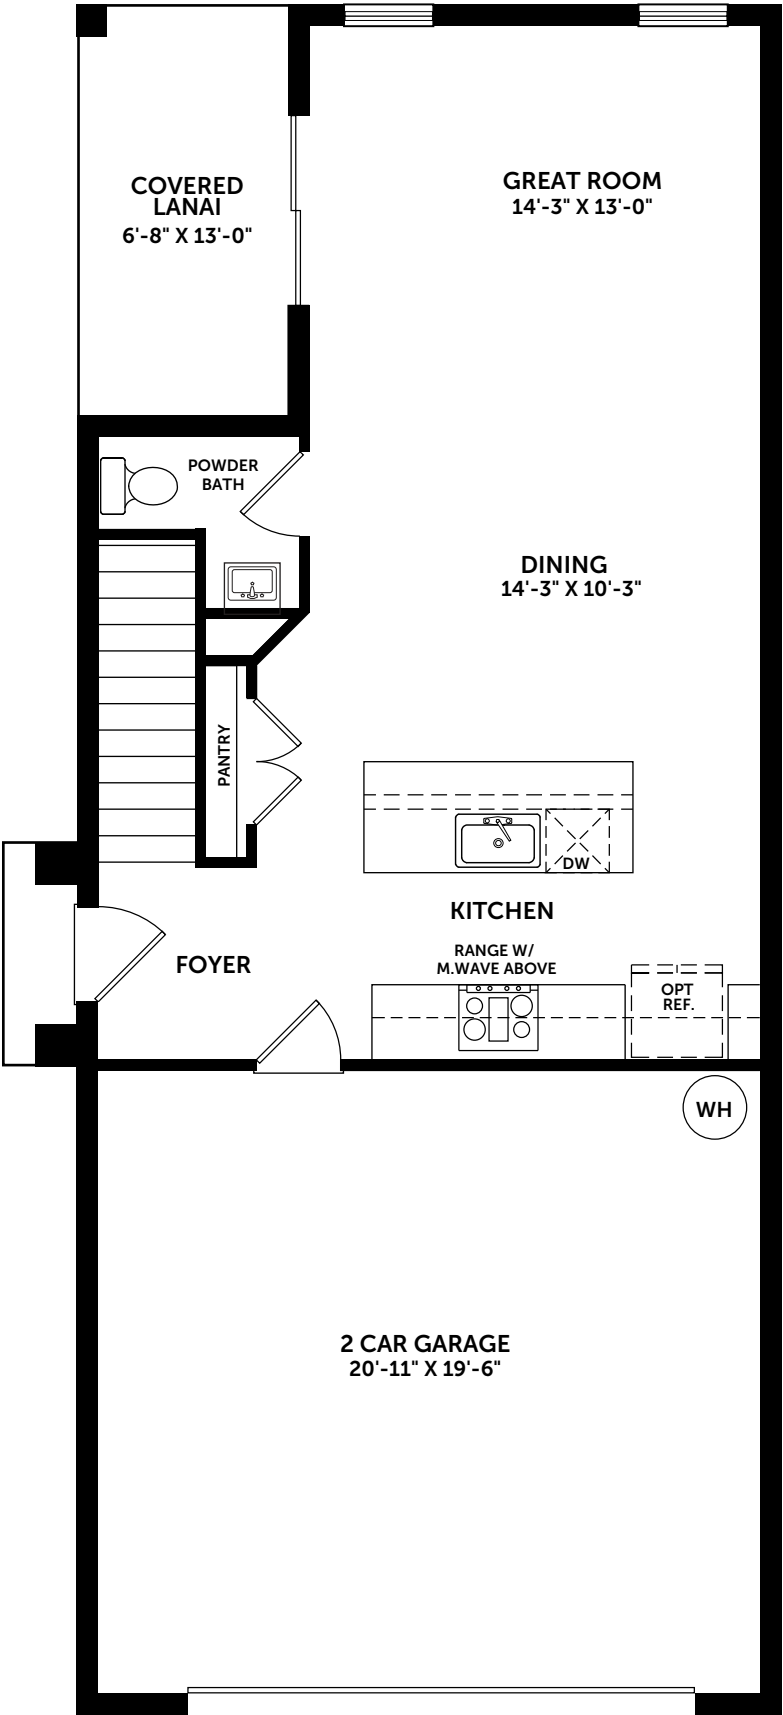 COVERED
LANAI
6'-8" X 13'-0"
GREAT ROOM
14'-3" X 13'-0"
POWDER
BATH
DINING
14'-3" X 10'-3"
PANTRY
DW
KITCHEN
FOYER
RANGE W/
M.WAVE ABOVE
OPT
REF.
WH
2 CAR GARAGE
20'-11" X 19'-6"